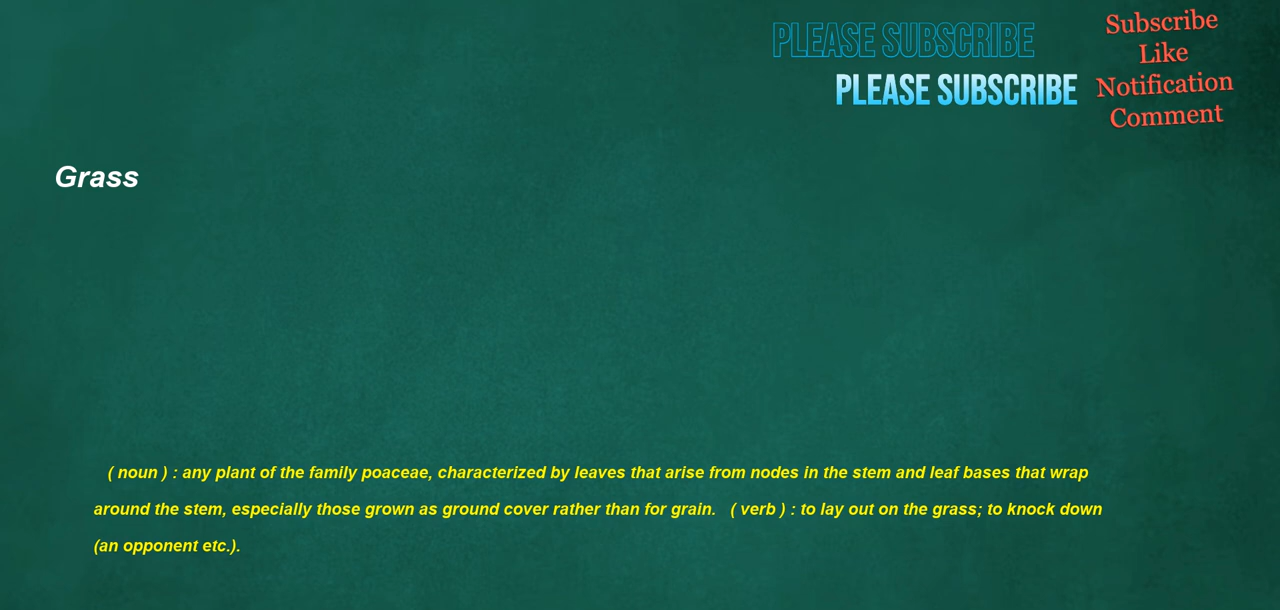 PLEASE SUBSCRIBE
PLEASE SUBSCRIBE
Subscribe
Like
Notification
Comment
Grass
( noun ) : any plant of the family poaceae, characterized by leaves that arise from nodes in the stem and leaf bases that wrap
around the stem, especially those grown as ground cover rather than for grain. ( verb ) : to lay out on the grass; to knock down
(an opponent etc.).